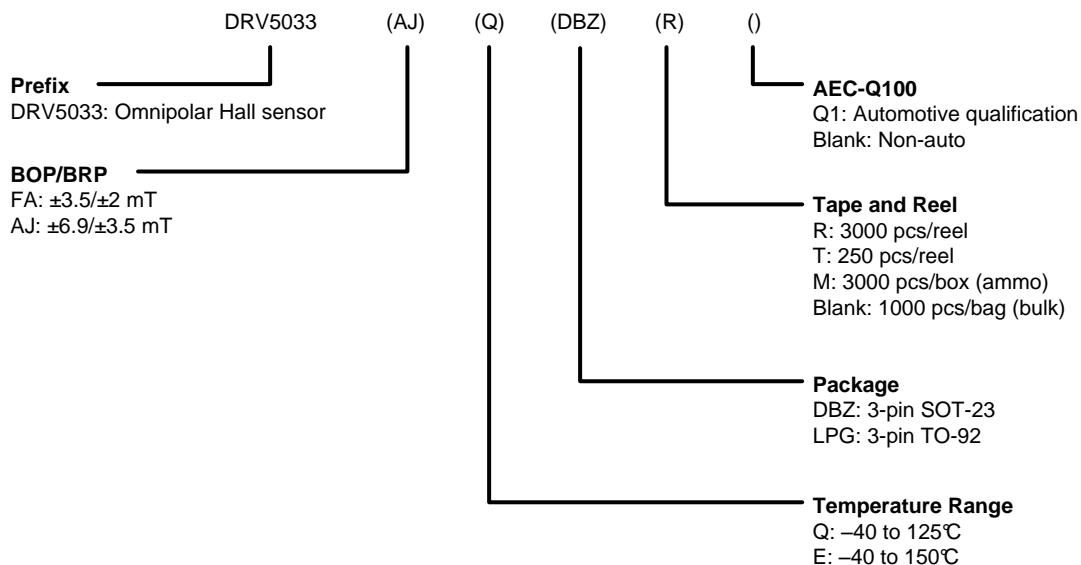 DRV5033 (AJ) (Q) (DBZ) (R) ()
Prefix
DRV5033: Omnipolar Hall sensor
BOP/BRP
FA: ±3.5/±2 mT
AJ: ±6.9/±3.5 mT
AEC-Q100
Q1: Automotive qualification
Blank: Non-auto
Tape and Reel
R: 3000 pcs/reel
T: 250 pcs/reel
M: 3000 pcs/box (ammo)
Blank: 1000 pcs/bag (bulk)
Package
DBZ: 3-pin SOT-23
LPG: 3-pin TO-92
Temperature Range
Q: –40 to 125°C
E: –40 to 150°C